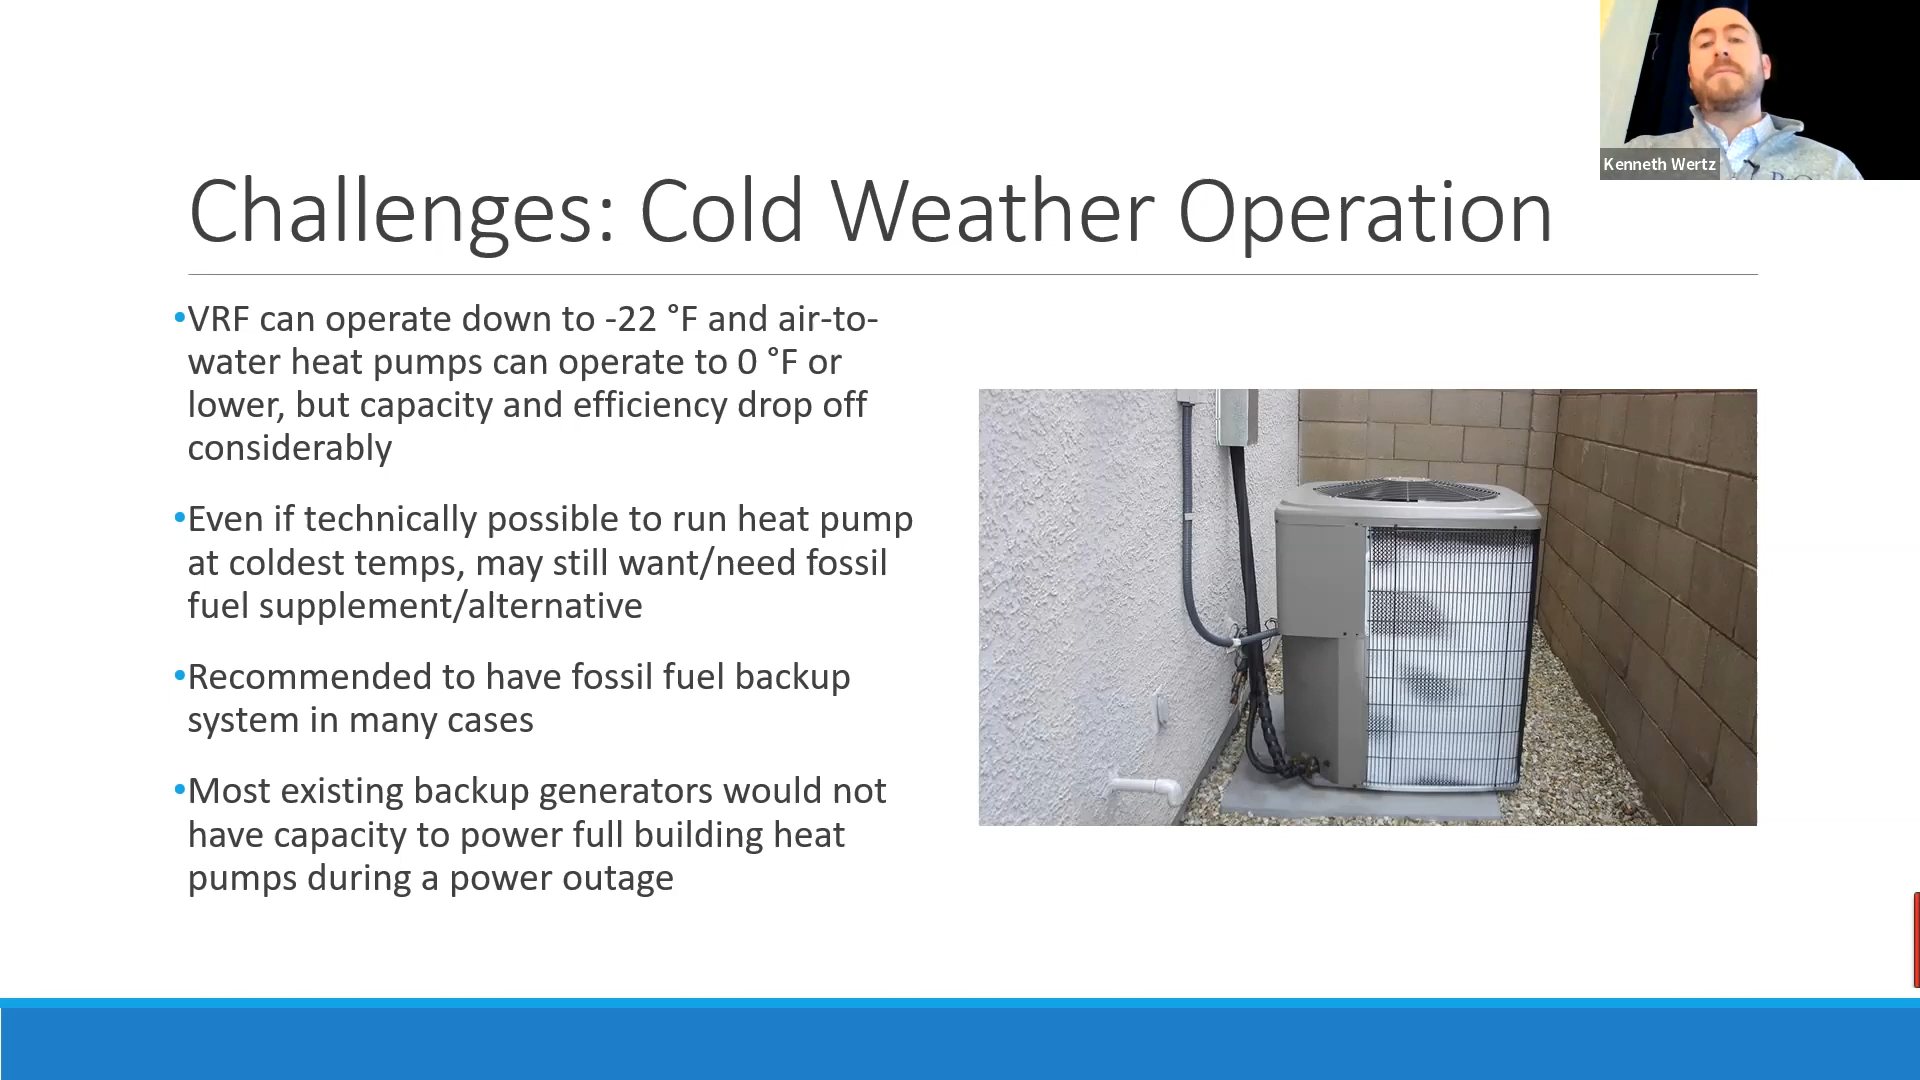 Kenneth Wertz
Challenges: Cold Weather Operation
•VRF can operate down to -22 °F and air-to-
water heat pumps can operate to 0 °F or
lower, but capacity and efficiency drop off
considerably
•Even if technically possible to run heat pump
at coldest temps, may still want/need fossil
fuel supplement/alternative
•Recommended to have fossil fuel backup
system in many cases
•Most existing backup generators would not
have capacity to power full building heat
pumps during a power outage